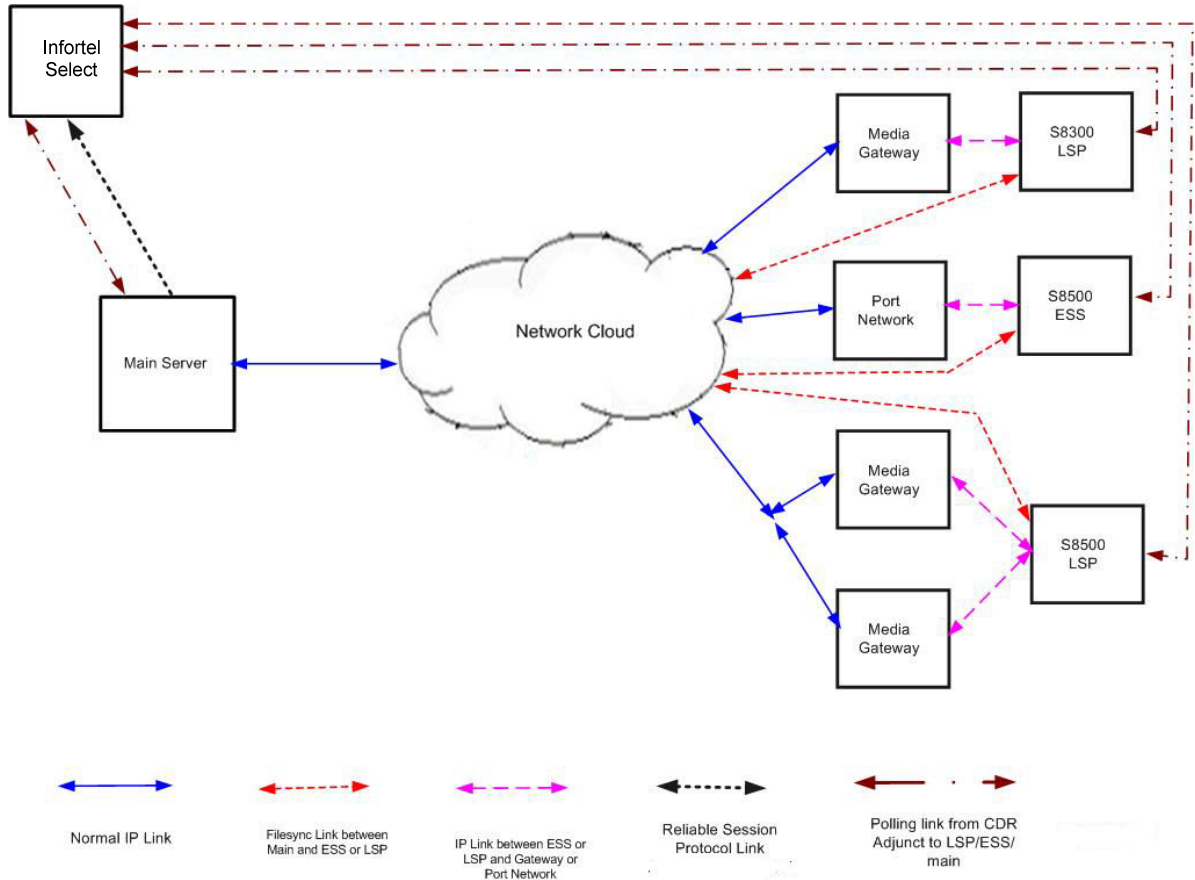 Infortel
Select
Media
Gateway
S8300
LSP
Port
Network
S8500
ESS
Network Cloud
Main Server
Media
Gateway
S8500
LSP
Media
Gateway
Normal IP Link
Filesync Link between
Main and ESS or LSP
IP Link between ESS or
LSP and Gateway or
Port Network
Reliable Session
Protocol Link
Polling link from CDR
Adjunct to LSP/ESS/
main